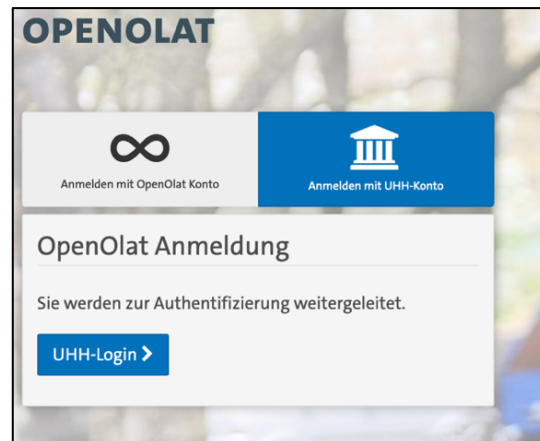 OPENOLAT
Anmelden mit OpenOlat Konto
Anmelden mit UHH-Konto
OpenOlat Anmeldung
Sie werden zur Authentifizierung weitergeleitet.
UHH-Login